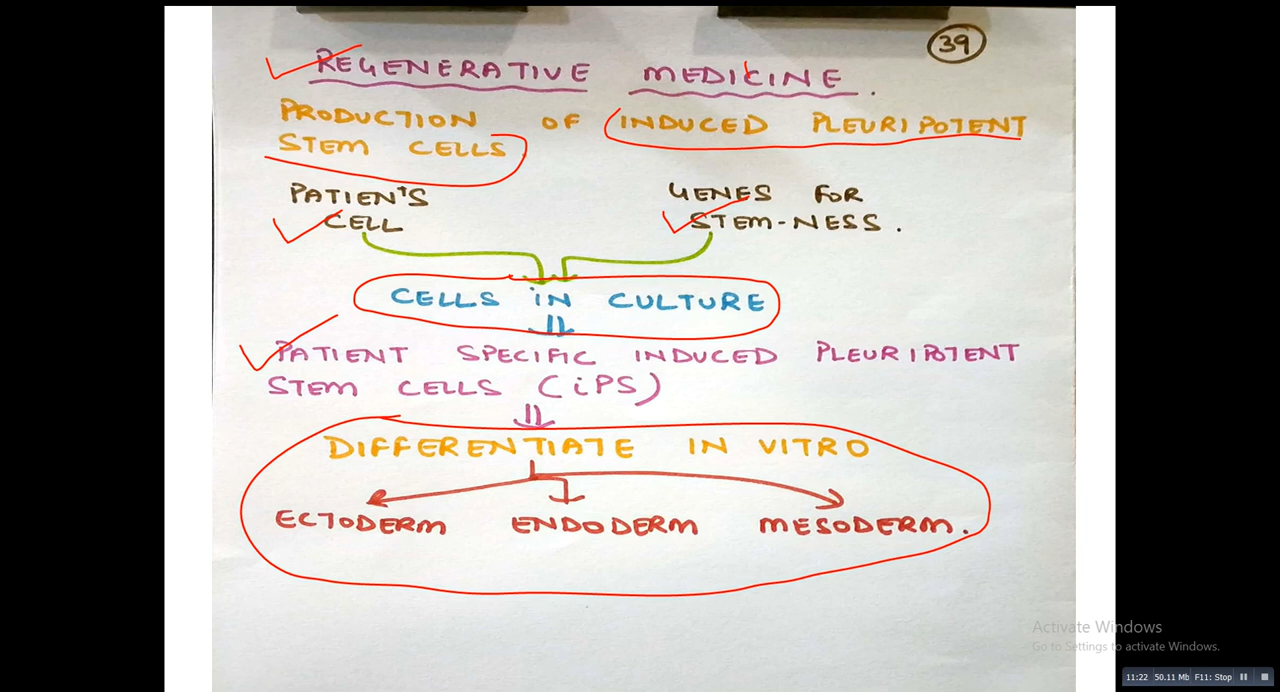 39
REGENERATIVE MEDICINE.
PRODUCTION OF INDUCED PLEURIPOTENT
STEM CELLS
PATIENT'S GENES FOR
CELL STEM-NESS.
CELLS IN CULTURE
PATIENT SPECIFIC INDUCED PLEURIPOTENT
STEM CELLS (iPS)
DIFFERENTIATE IN VITRO
ECTODERM ENDODERM MESODERM.
Activate Windows
Go to Settings to activate Windows.
11:22 50.11 Mb F11: Stop